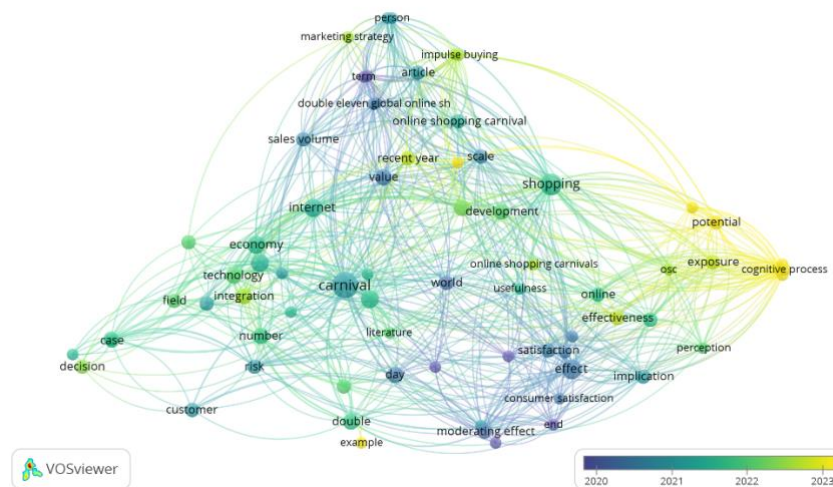 person
marketing strategy
impulse buying
term
article
double eleven global online sh
online shopping carnival
sales volume
recent year
scale
value
shopping
internet
development
potential
economy
online shopping carnivals
osc
exposure
cognitive process
technology
carnival
world
usefulness
field
integration
online
effectiveness
case
number
literature
satisfaction
perception
decision
risk
day
effect
implication
customer
consumer satisfaction
double
moderating effect
end
example
VOSviewer
2020
2021
2022
2023